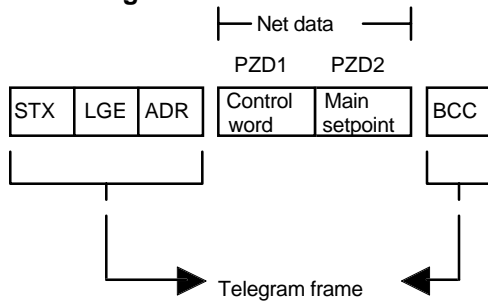 Net data
PZD1 PZD2
STX LGE ADR Control word Main setpoint BCC
Telegram frame